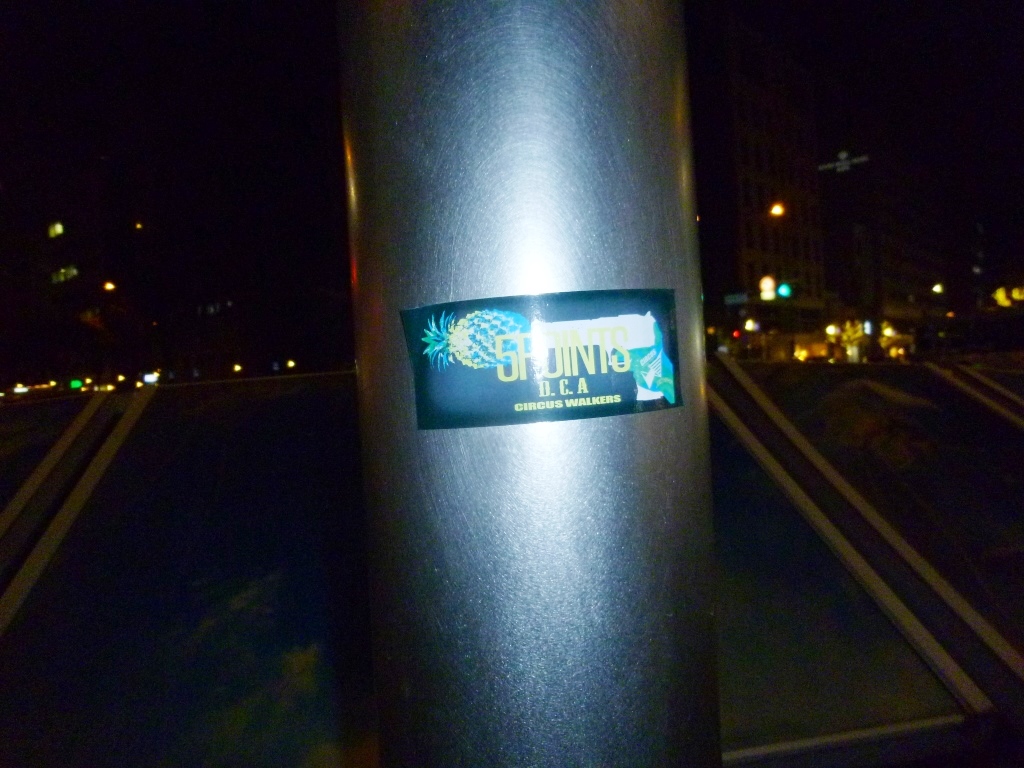 5POINTS
D.C.A
CIRCUS WALKERS